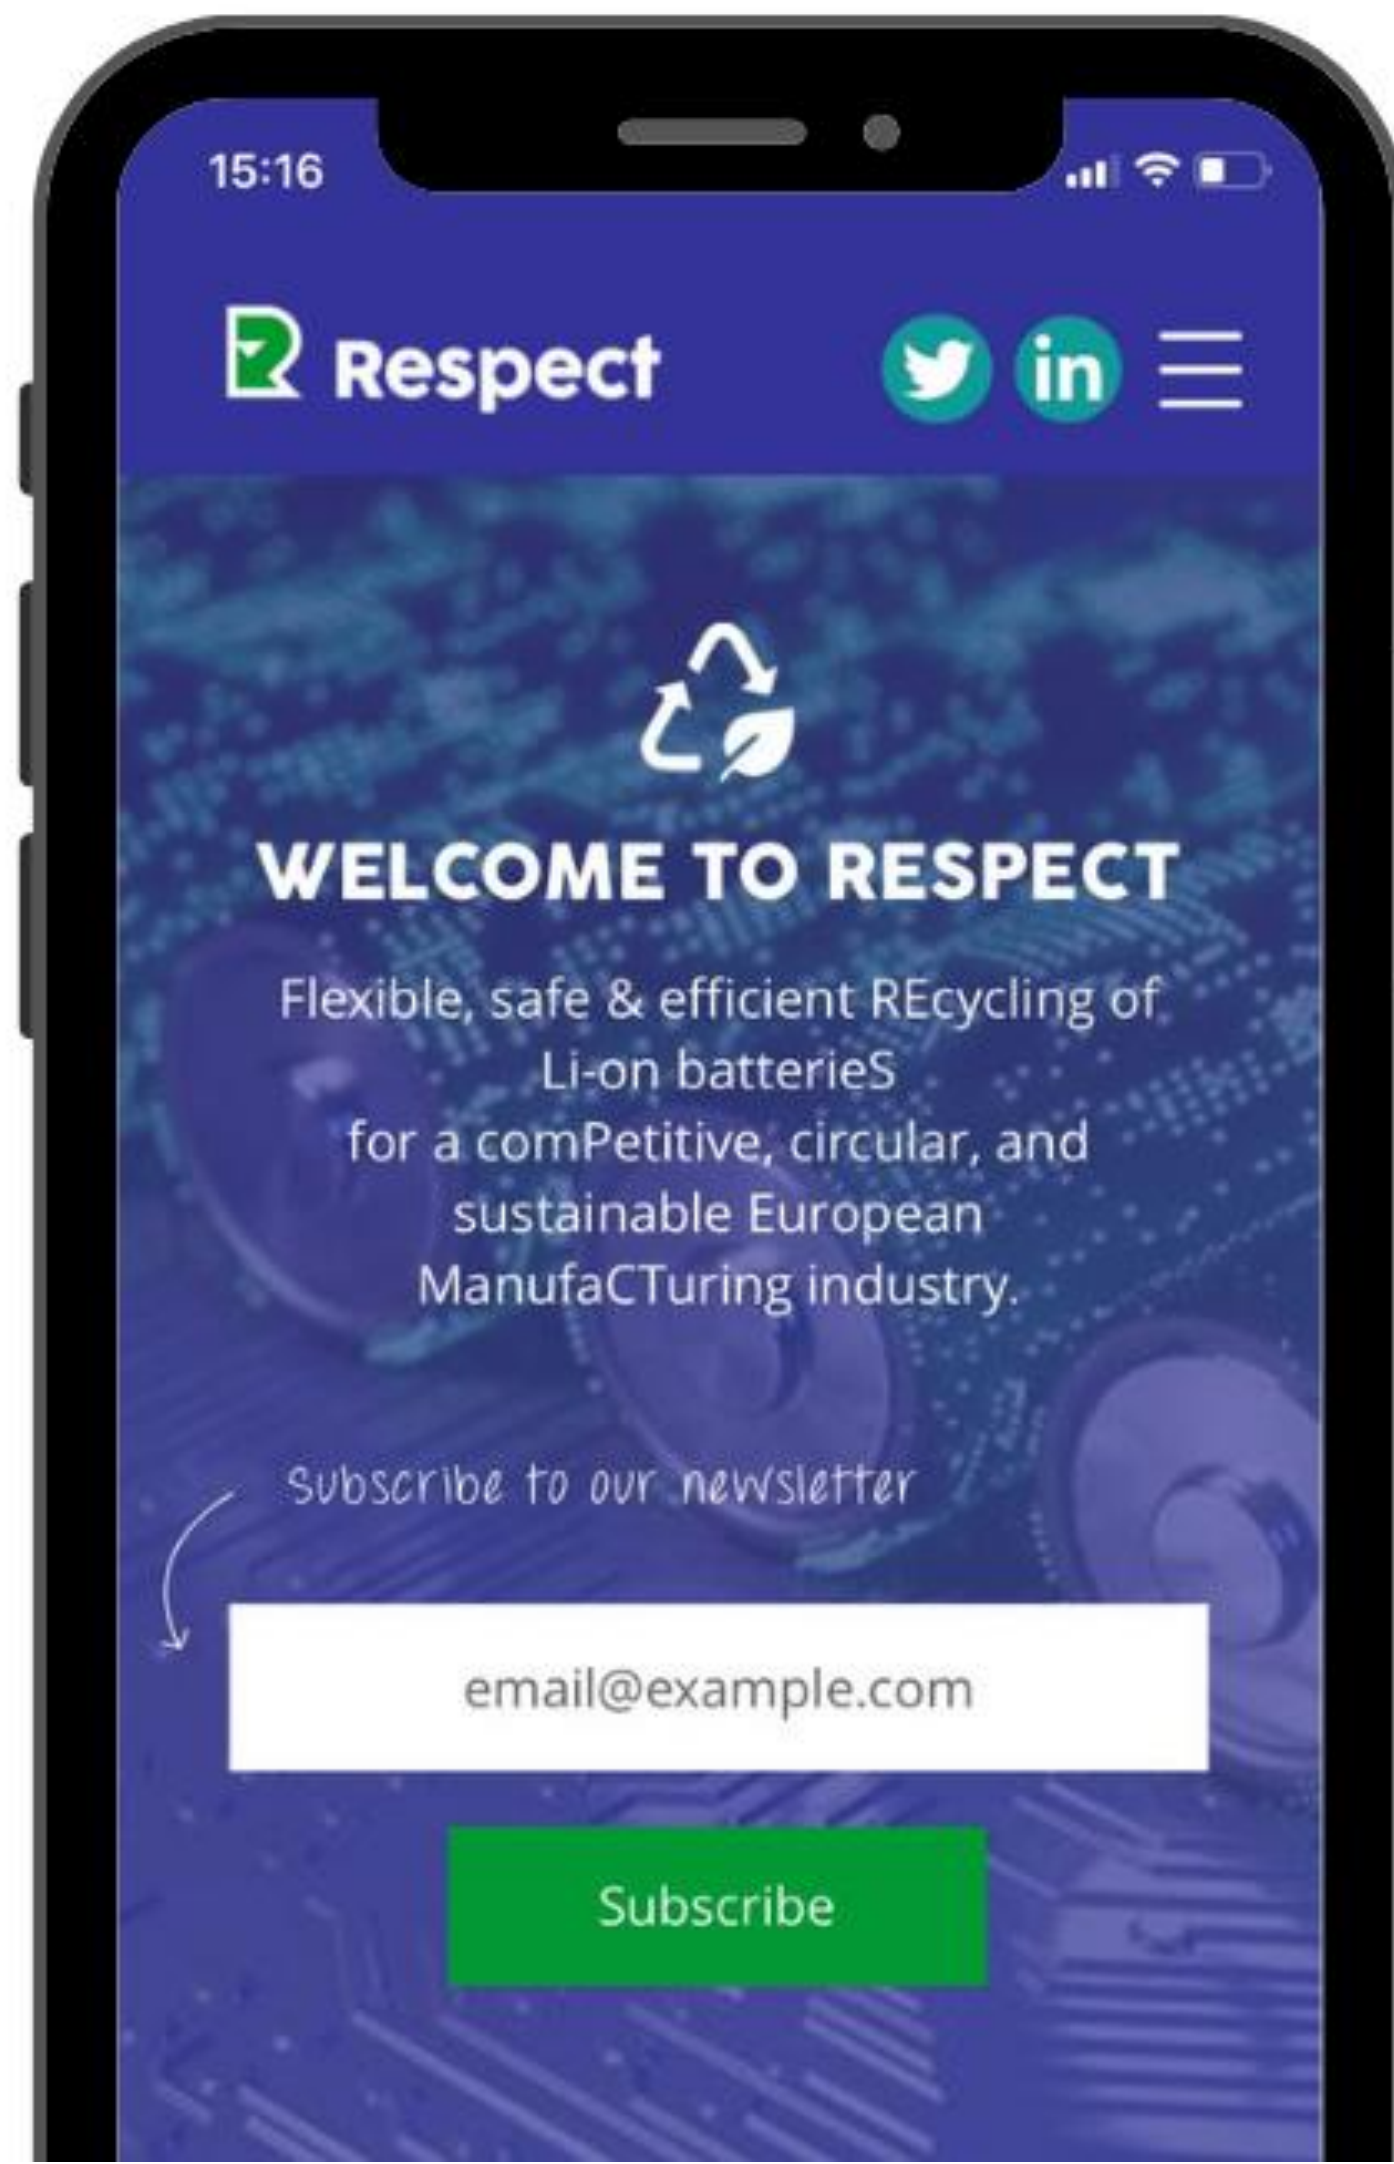 15:16
Respect
in
WELCOME TO RESPECT
Flexible, safe & efficient REcycling of
Li-on batterieS
for a comPetitive, circular, and
sustainable European
ManufaCTuring industry.
subscribe to our newsletter
email@example.com
Subscribe